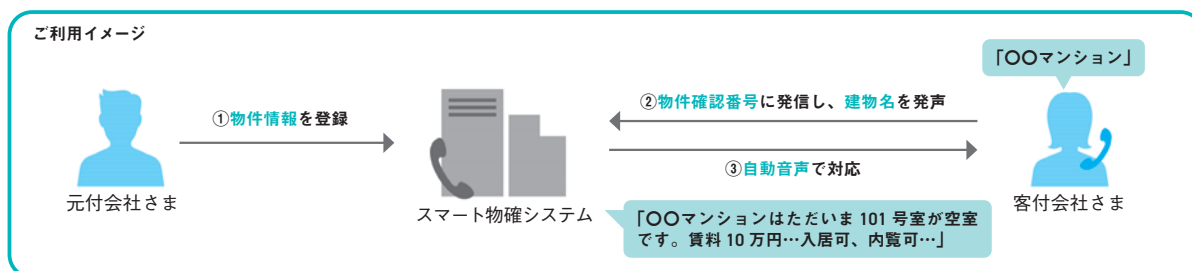 ご利用イメージ
「〇〇マンション」
①物件情報を登録
②物件確認番号に発信し、建物名を発声
③自動音声で対応
元付会社さま
スマート物確システム
客付会社さま
「〇〇マンションはただいま 101 号室が空室
です。賃料 10 万円…入居可、内覧可…」